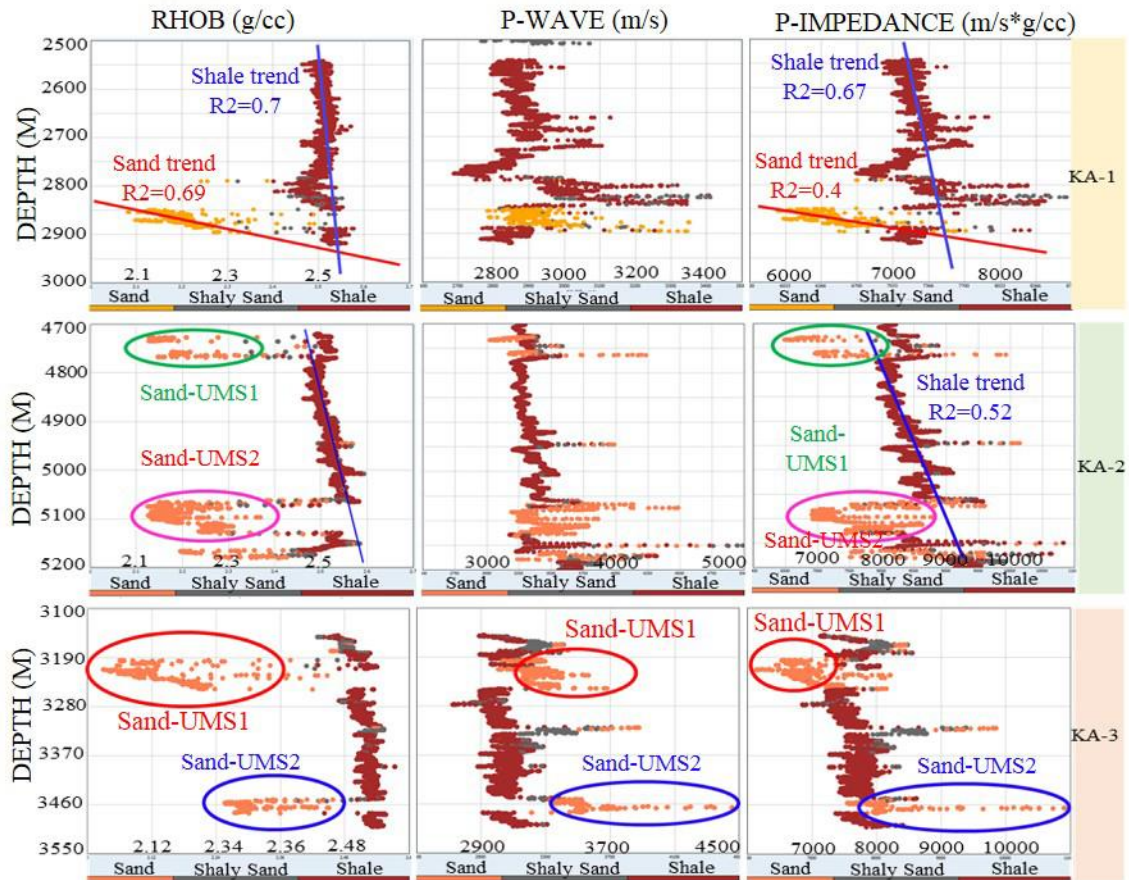 RHOB (g/cc) P-WAVE (m/s) P-IMPEDANCE (m/s*g/cc)
DEPTH (M)
2500
2600
2700
2800
2900
3000
Shale trend
R2=0.7
Sand trend
R2=0.69
2.1 2.3 2.5 2.7
Sand Shaly Sand Shale
2800 3000 3200 3400
Sand Shaly Sand Shale
Shale trend
R2=0.67
Sand trend
R2=0.4
6000 7000 8000
Sand Shaly Sand Shale
KA-1
DEPTH (M)
4700
4800
4900
5000
5100
5200
Sand-UMS1
Sand-UMS2
2.1 2.3 2.5
Sand Shaly Sand Shale
3000 4000 5000
Sand Shaly Sand Shale
Shale trend
R2=0.52
Sand-
UMS1
Sand-UMS2
7000 8000 9000 100000
Sand Shaly Sand Shale
KA-2
DEPTH (M)
3100
3190
3280
3370
3460
3550
Sand-UMS1
Sand-UMS2
2.12 2.34 2.36 2.48
Sand Shaly Sand Shale
Sand-UMS1
Sand-UMS2
2900 3700 4500
Sand Shaly Sand Shale
Sand-UMS1
Sand-UMS2
7000 8000 9000 10000
Sand Shaly Sand Shale
KA-3